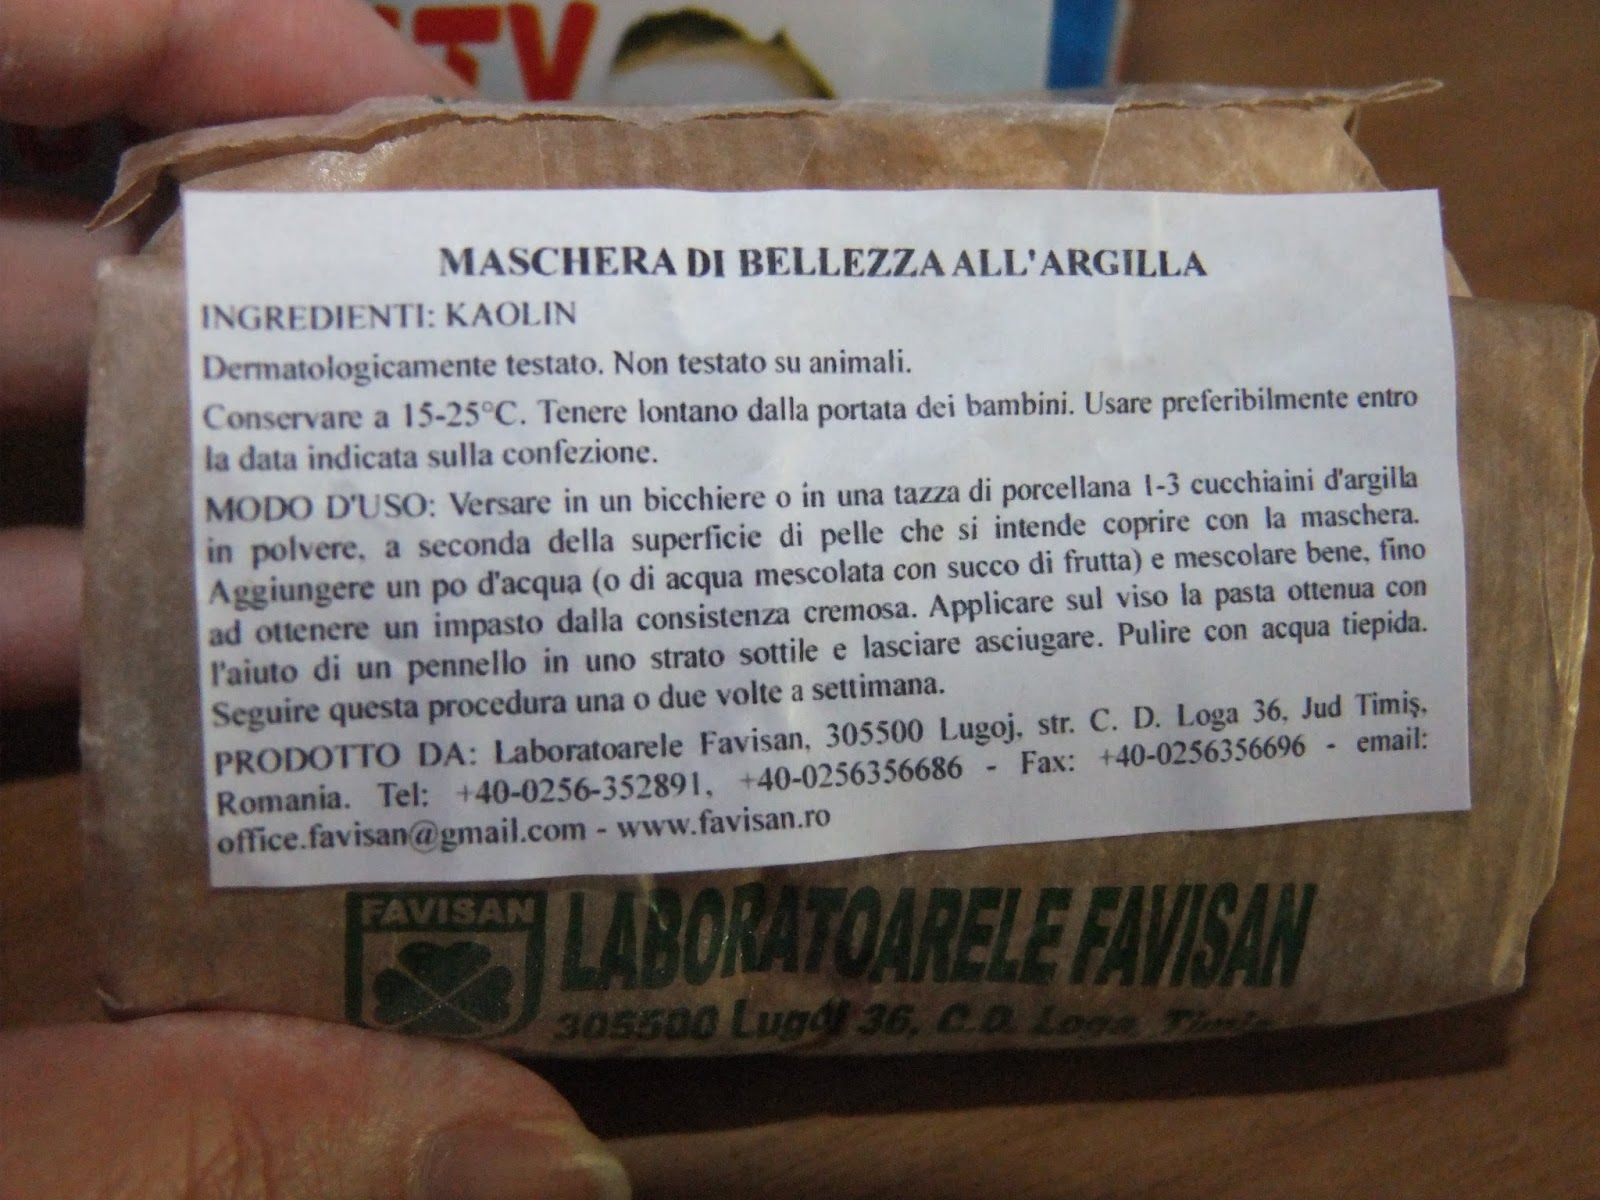 TV
MASCHERA DI BELLEZZA ALL'ARGILLA
INGREDIENTI: KAOLIN
Dermatologicamente testato. Non testato su animali.
Conservare a 15-25°C. Tenere lontano dalla portata dei bambini. Usare preferibilmente entro
la data indicata sulla confezione.
MODO D'USO: Versare in un bicchiere o in una tazza di porcellana 1-3 cucchiaini d'argilla
in polvere, a seconda della superficie di pelle che si intende coprire con la maschera.
Aggiungere un po d'acqua (o di acqua mescolata con succo di frutta) e mescolare bene, fino
ad ottenere un impasto dalla consistenza cremosa. Applicare sul viso la pasta ottenua con
l'aiuto di un pennello in uno strato sottile e lasciare asciugare. Pulire con acqua tiepida.
Seguire questa procedura una o due volte a settimana.
PRODOTTO DA: Laboratoarele Favisan, 305500 Lugoj, str. C. D. Loga 36, Jud Timiş,
Romania. Tel: +40-0256-352891, +40-0256356686 - Fax: +40-0256356696 - email:
office.favisan@gmail.com - www.favisan.ro
FAVISAN
LABORATOARELE FAVISAN
305500 Lugoj 36, C.D. Loga, Timis